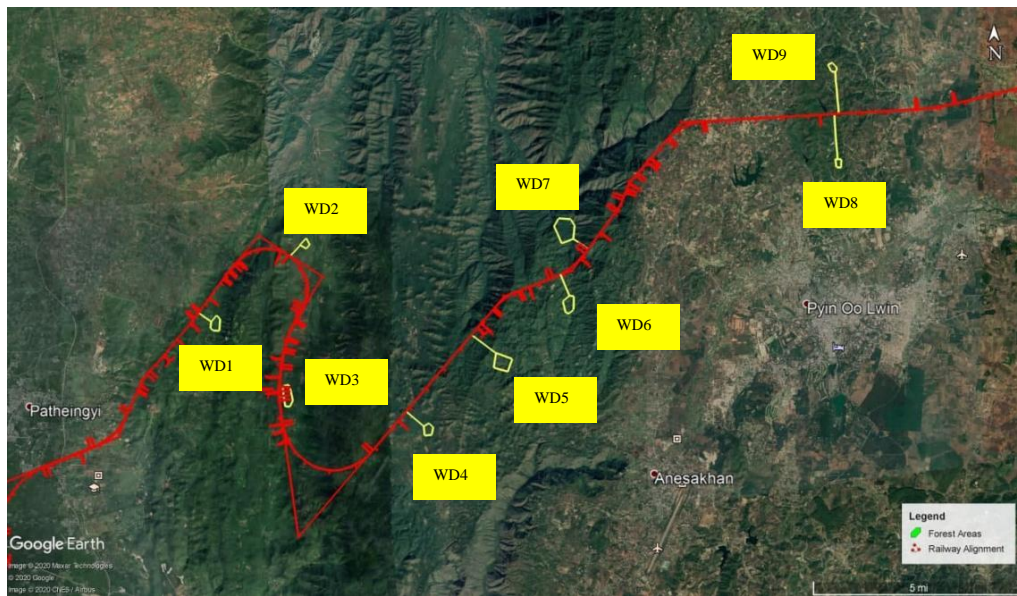 WD9
N
WD7
WD2
WD8
Pyin Oo Lwin
WD6
WD1
WD3
WD5
Patheingyi
WD4
Anesakhan
Legend
Forest Areas
Railway Alignment
Google Earth
Image © 2020 Maxar Technologies
© 2020 Google
Image © 2020 CNES / Airbus
5 mi